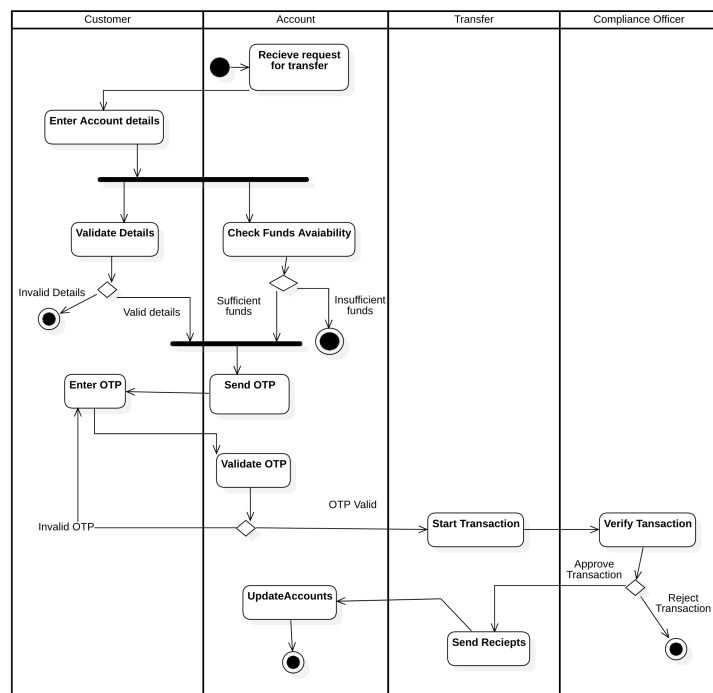 Customer
Account
Transfer
Compliance Officer
Recieve request
for transfer
Enter Account details
Validate Details
Check Funds Avaiability
Invalid Details
Valid details
Sufficient
funds
Insufficient
funds
Enter OTP
Send OTP
Validate OTP
OTP Valid
Invalid OTP
Start Transaction
Verify Tansaction
Approve
Transaction
UpdateAccounts
Reject
Transaction
Send Reciepts